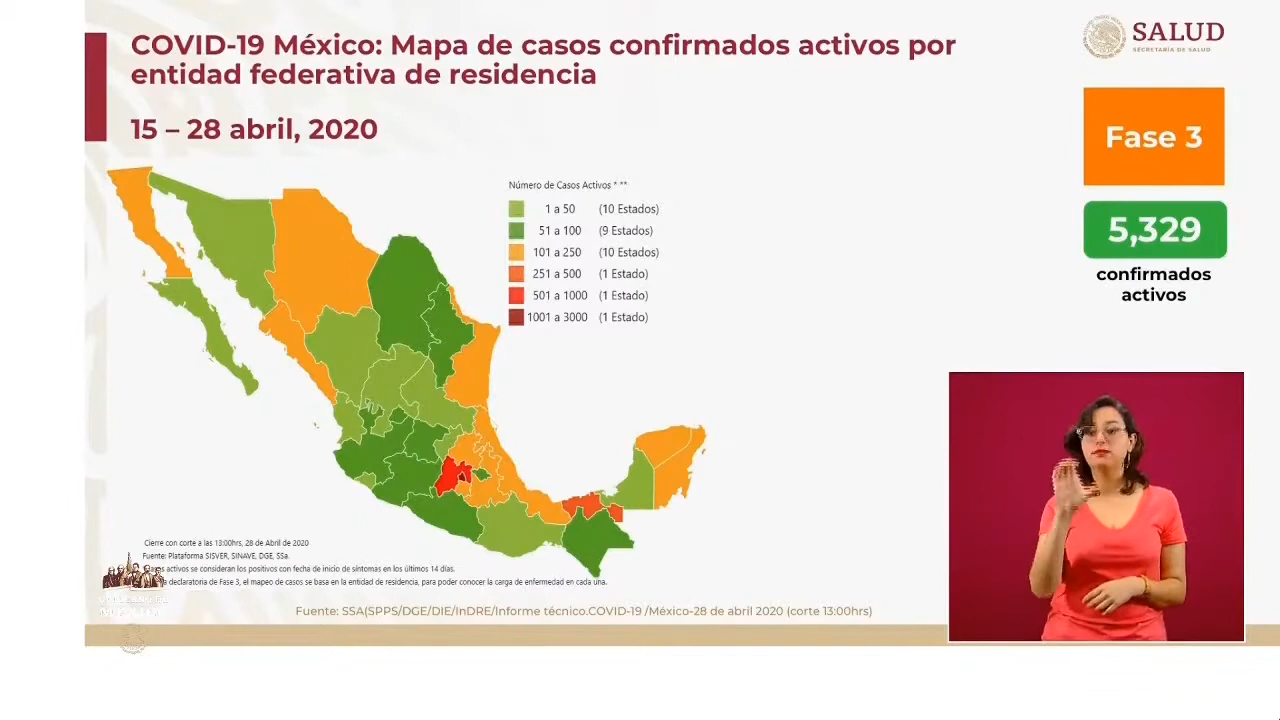 COVID-19 México: Mapa de casos confirmados activos por
entidad federativa de residencia
15 – 28 abril, 2020
SALUD
SECRETARÍA DE SALUD
Fase 3
5,329
confirmados
activos
Número de Casos Activos * **
1 a 50 (10 Estados)
51 a 100 (9 Estados)
101 a 250 (10 Estados)
251 a 500 (1 Estado)
501 a 1000 (1 Estado)
1001 a 3000 (1 Estado)
Cierre con corte a las 13:00hrs, 28 de Abril de 2020
Fuente: Plataforma SISVER, SINAVE, DGE, SSa.
activos se consideran los positivos con fecha de inicio de síntomas en los últimos 14 días.
declaratoria de Fase 3, el mapeo de casos se basa en la entidad de residencia, para poder conocer la carga de enfermedad en cada una.
Fuente: SSA(SPPS/DGE/DIE/InDRE/Informe técnico.COVID-19 /México-28 de abril 2020 (corte 13:00hrs)